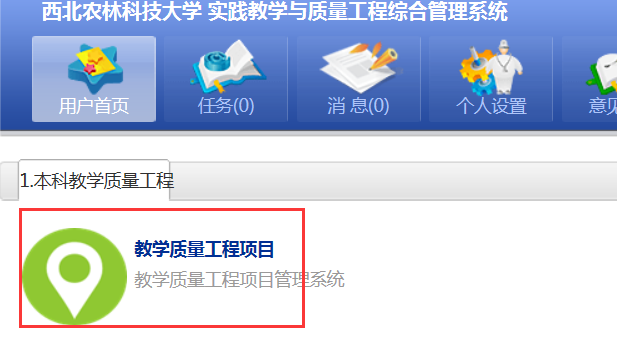 西北农林科技大学 实践教学与质量工程综合管理系统
用户首页 任务(0) 消 息(0) 个人设置 意见
1.本科教学质量工程
教学质量工程项目
教学质量工程项目管理系统